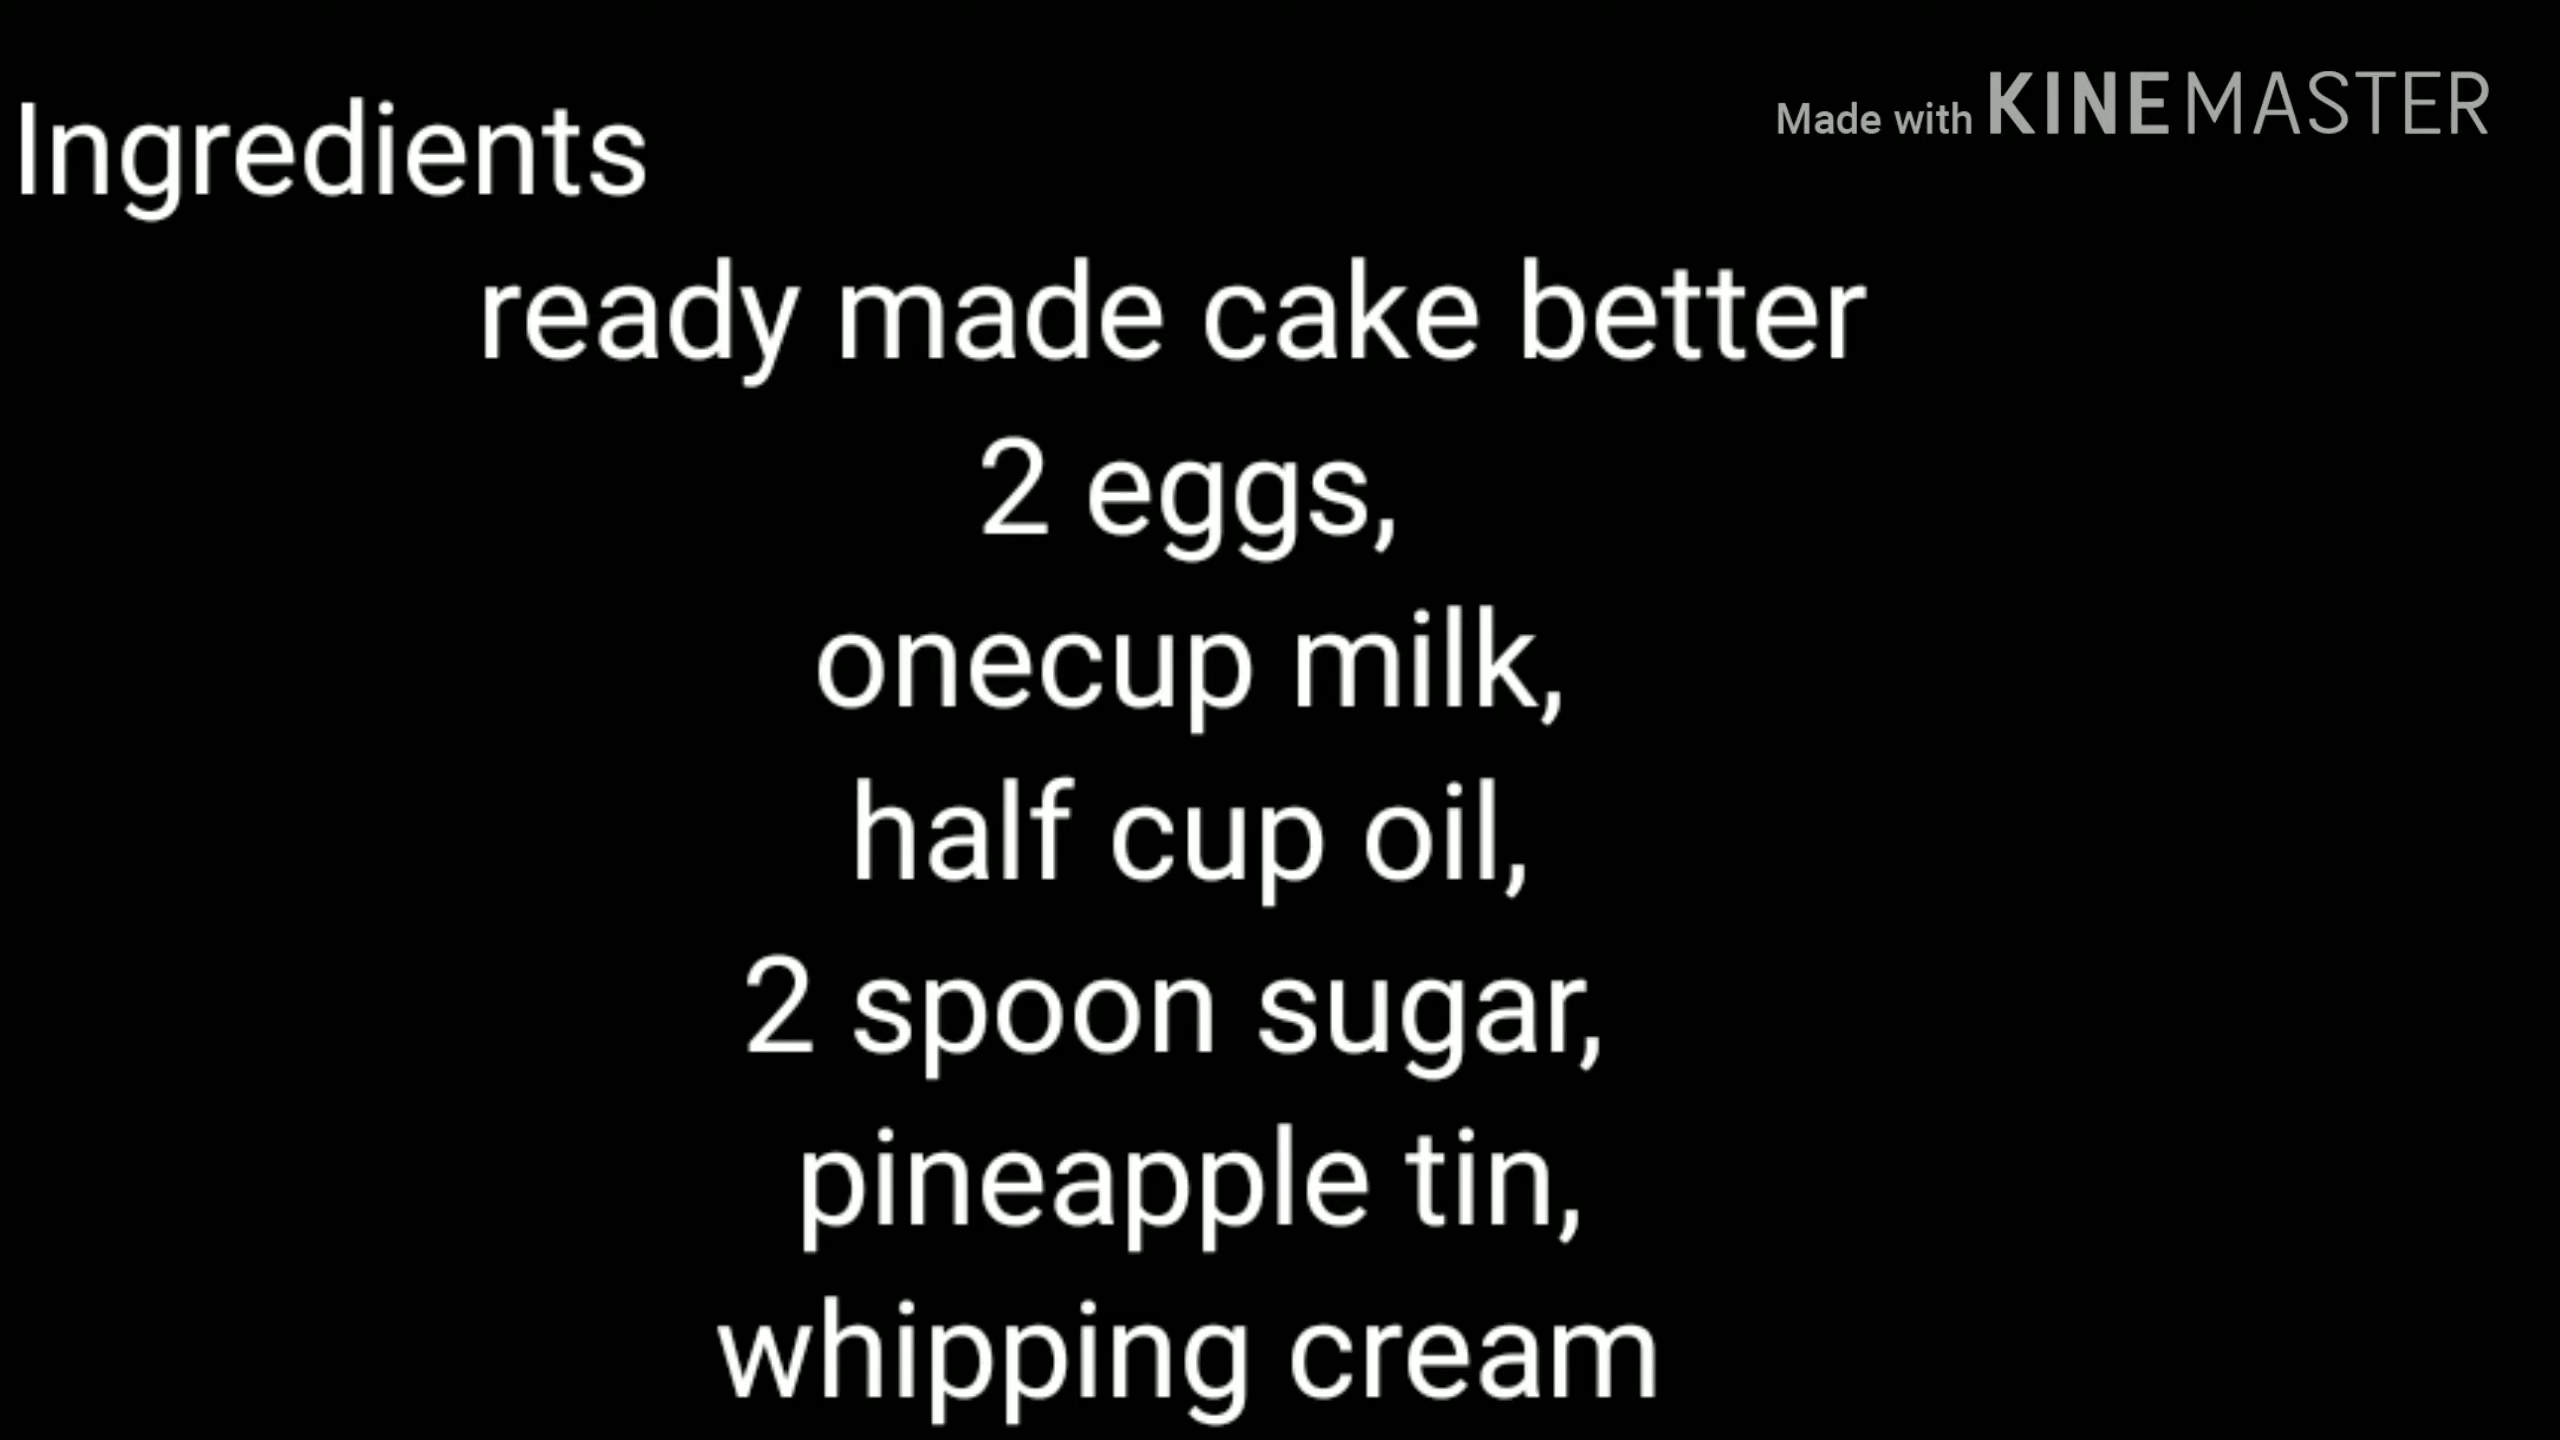 Made with KINEMASTER
Ingredients
ready made cake better
2 eggs,
onecup milk,
half cup oil,
2 spoon sugar,
pineapple tin,
whipping cream